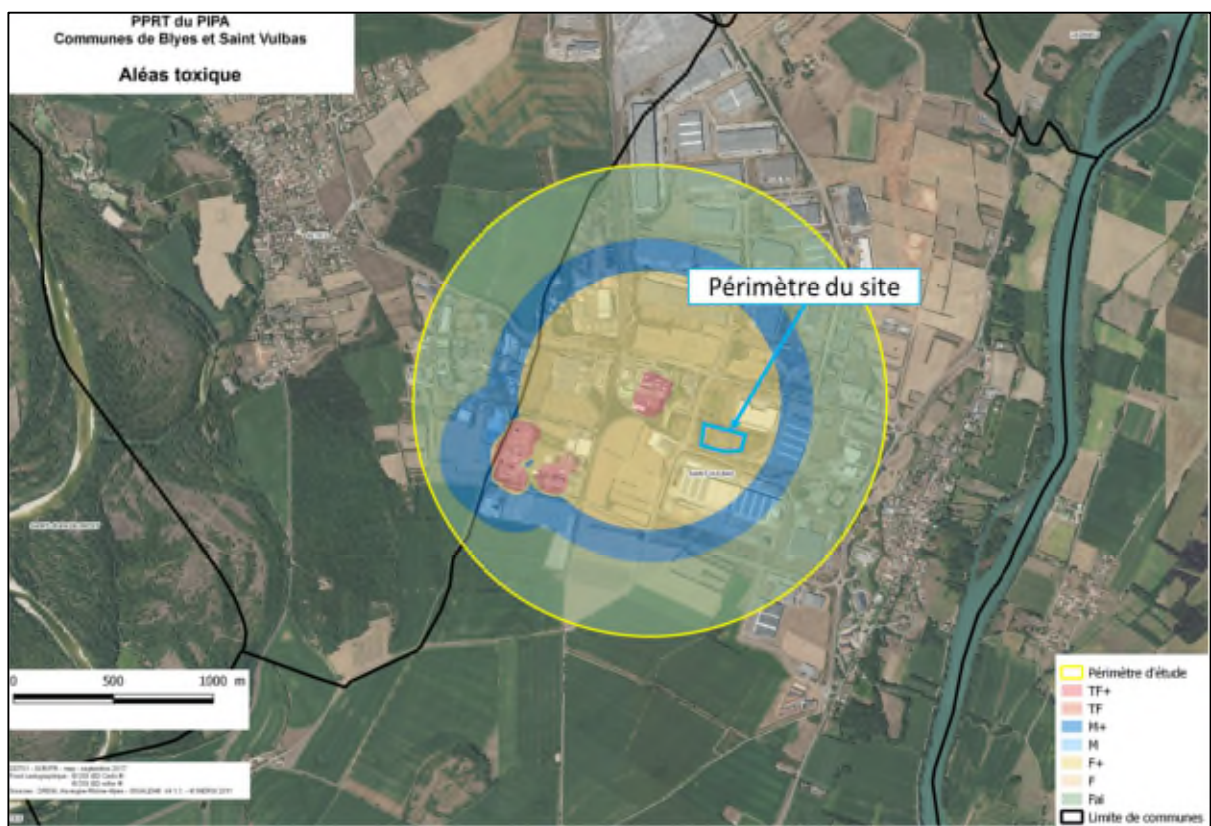 PPRT du PIPA
Communes de Blyes et Saint Vulbas
Aléas toxique
Périmètre du site
0 500 1000 m
Périmètre d'étude
TF+
TF
M+
M
F+
F
Fai
Limite de communes